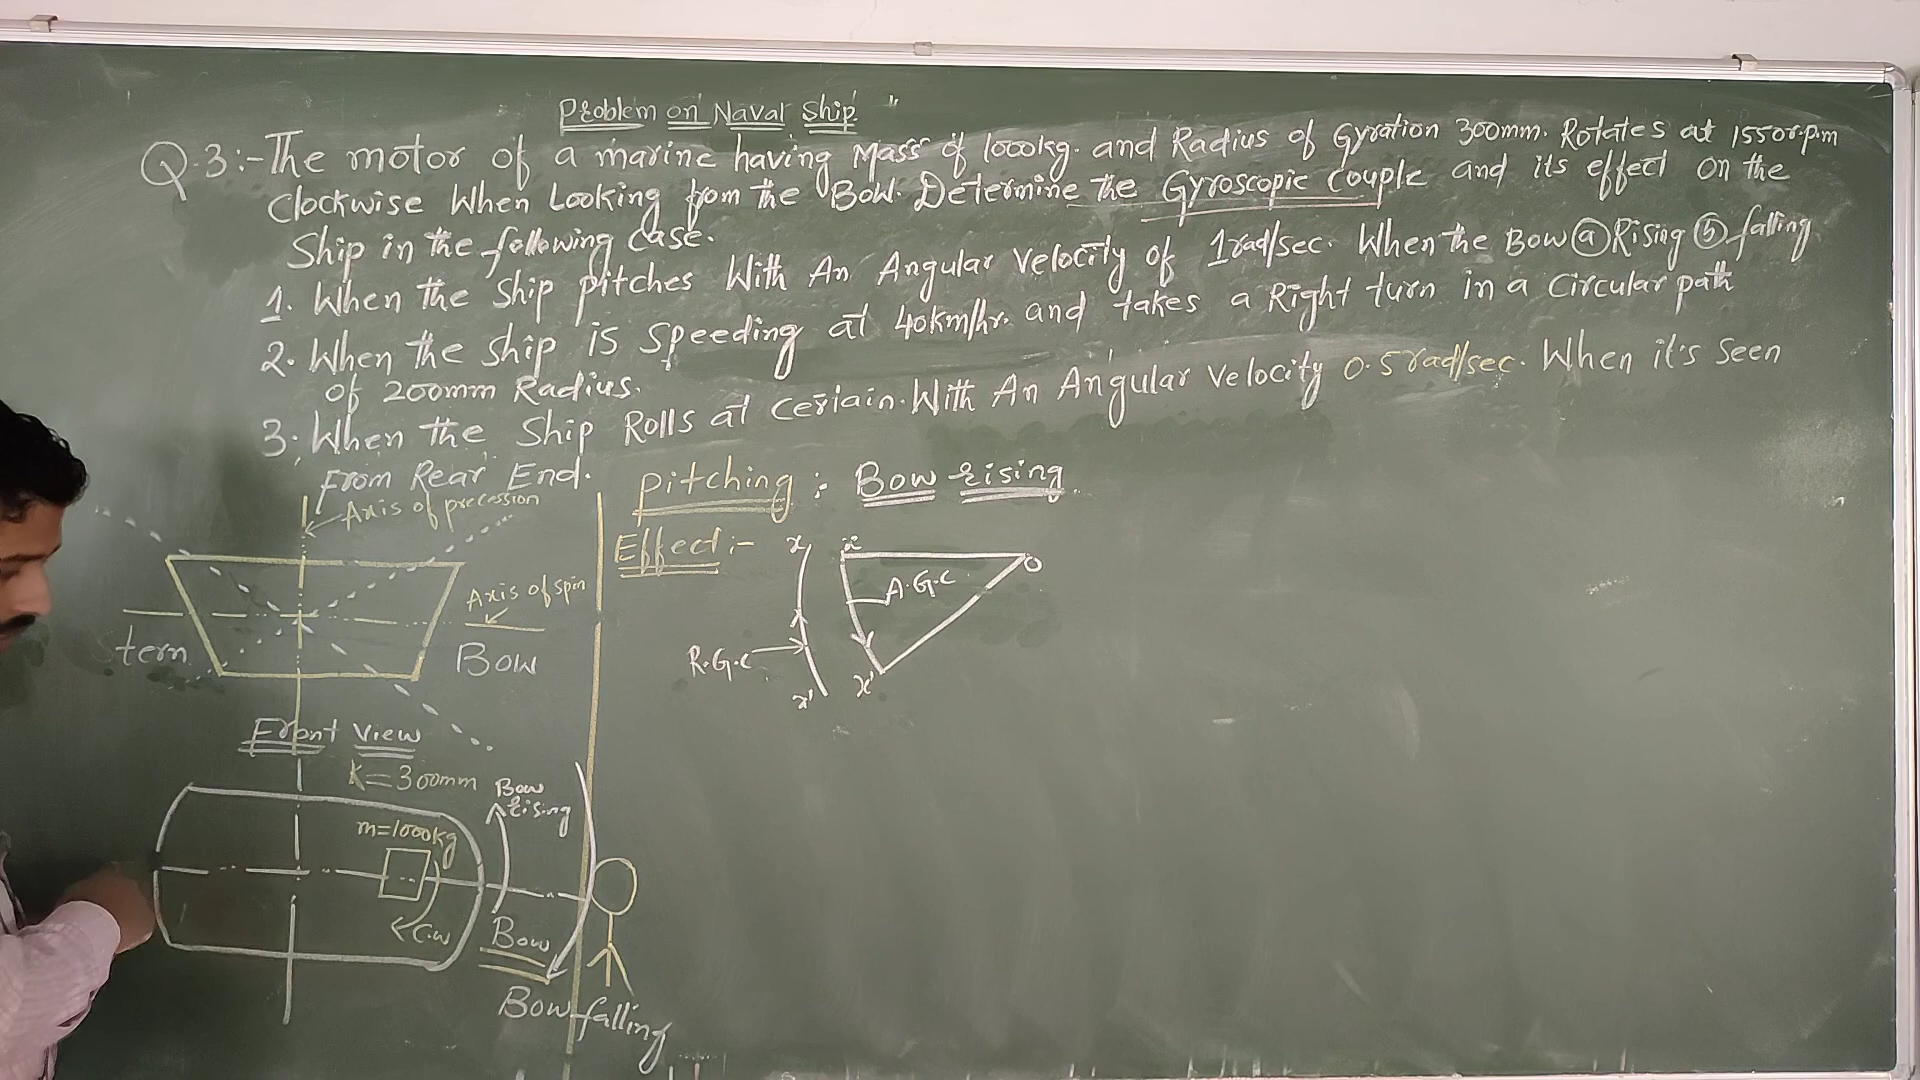 Problem on Naval Ship "
Q.3:- The motor of a marine having Mass of 1000kg. and Radius of Gyration 300mm. Rotates at 1550r.p.m
Clockwise When Looking from the Bow. Determine the Gyroscopic Couple and its effect on the
Ship in the following case.
1. When the ship pitches With An Angular Velocity of 1rad/sec. When the Bow (a) Rising (b) falling
2. When the ship is speeding at 40km/hr. and takes a Right turn in a Circular path
of 200mm Radius.
3. When the Ship Rolls at Certain. With An Angular Velocity 0.5 rad/sec. When it's Seen
From Rear End.
Pitching :- Bow rising
Axis of precession
Effect :-
x
x
o
A.G.C.
R.G.C
x'
x'
Axis of spin
tern
Bow
Front View
K=300mm
Bow
rising
m=1000kg
C.W
Bow
Bow falling